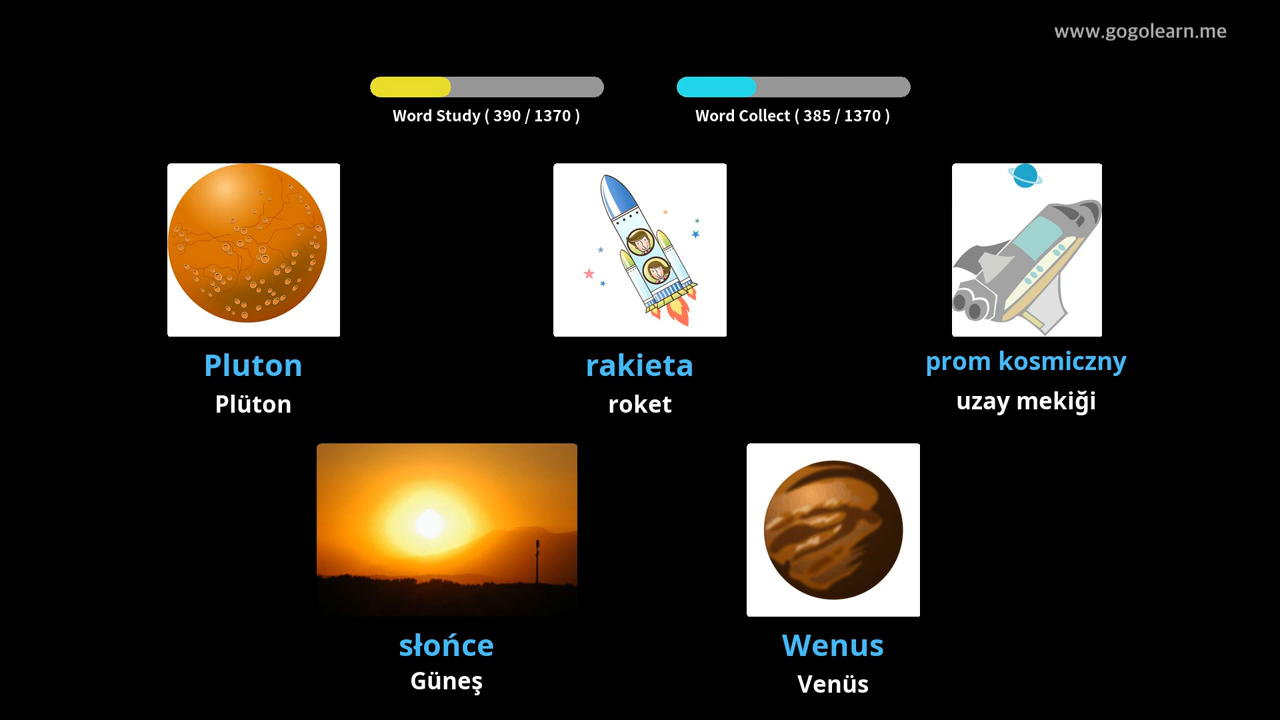 www.gogolearn.me
Word Study ( 390 / 1370 )
Word Collect ( 385 / 1370 )
Pluton
Plüton
rakieta
roket
prom kosmiczny
uzay mekiği
słońce
Güneş
Wenus
Venüs